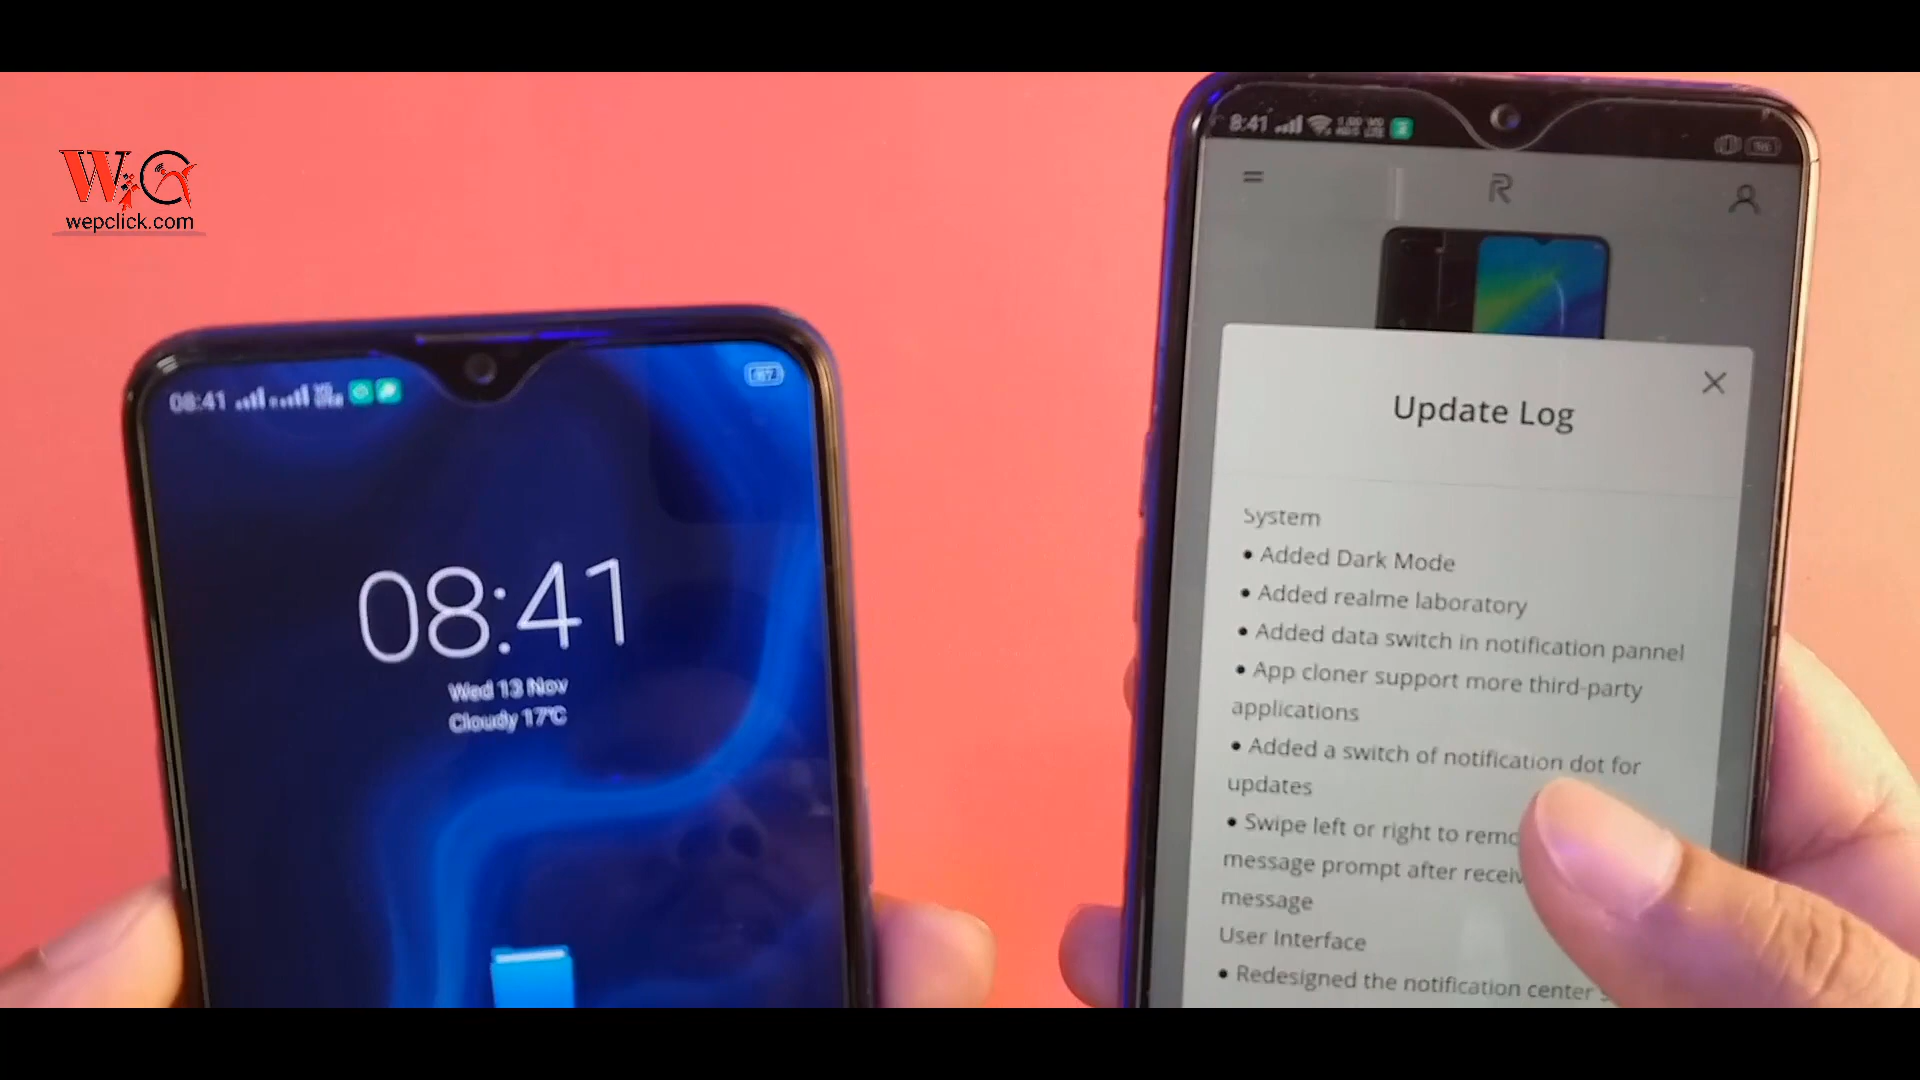 wepclick.com
08:41
87
08:41
Wed 13 Nov
Cloudy 17°C
8:41
R
Update Log
System
• Added Dark Mode
• Added realme laboratory
• Added data switch in notification pannel
• App cloner support more third-party
applications
• Added a switch of notification dot for
updates
• Swipe left or right to remo
message prompt after receiv
message
User Interface
• Redesigned the notification center